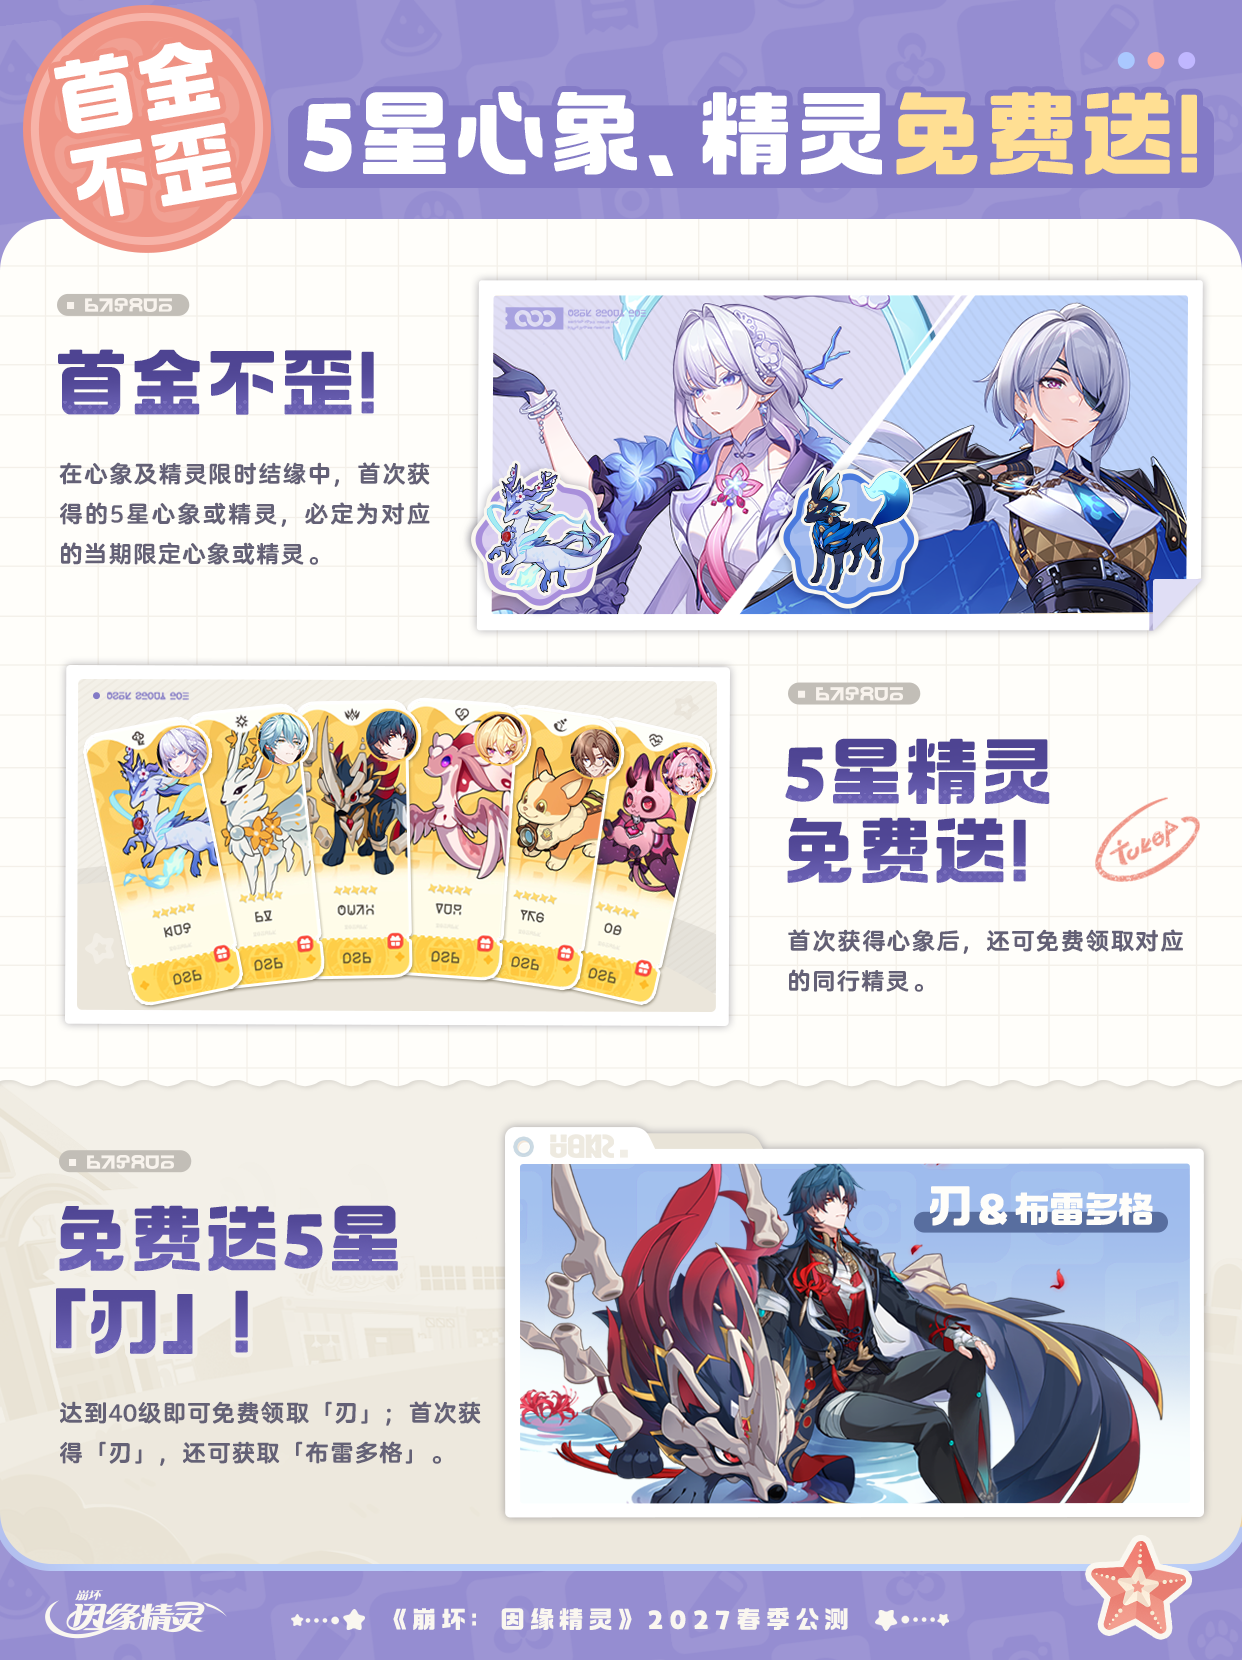 首金
不歪
5星心象、精灵免费送!
首金不歪!
在心象及精灵限时结缘中，首次获
得的5星心象或精灵，必定为对应
的当期限定心象或精灵。
5星精灵
免费送!
首次获得心象后，还可免费领取对应
的同行精灵。
免费送5星
「刃」!
达到40级即可免费领取「刃」；首次获
得「刃」，还可获取「布雷多格」。
刃&布雷多格
崩坏
因缘精灵
《崩坏：因缘精灵》2027春季公测